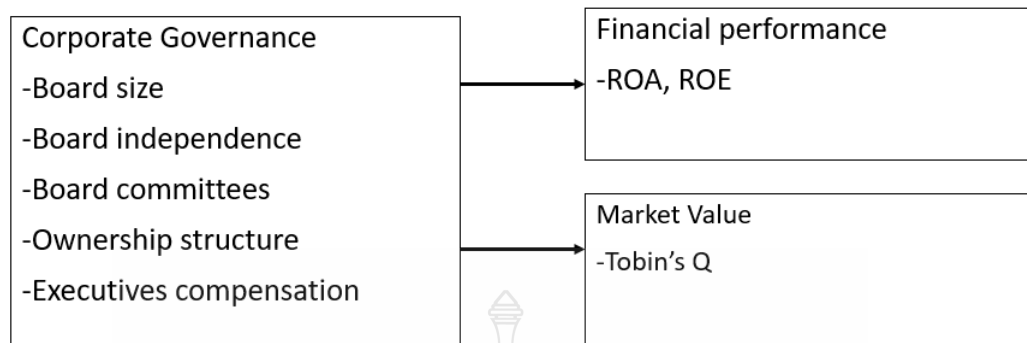 Corporate Governance
-Board size
-Board independence
-Board committees
-Ownership structure
-Executives compensation
Financial performance
-ROA, ROE
Market Value
-Tobin’s Q